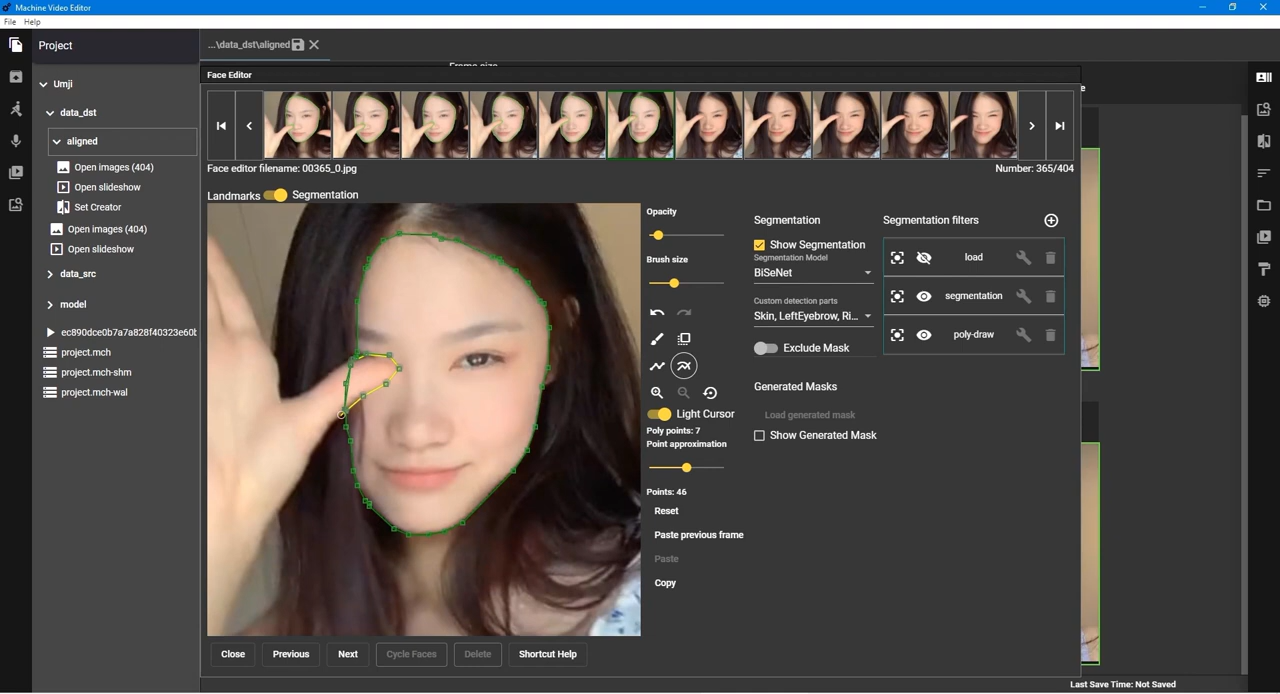 Machine Video Editor
File Help
Project
...\data_dst\aligned
Face Editor
Umji
data_dst
aligned
Open images (404)
Open slideshow
Set Creator
Open images (404)
Open slideshow
data_src
model
ec890dce0b7a7a828f40323e60b
project.mch
project.mch-shm
project.mch-wal
Face editor filename: 00365_0.jpg
Number: 365/404
Landmarks
Segmentation
Opacity
Brush size
Light Cursor
Poly points: 7
Point approximation
Points: 46
Reset
Paste previous frame
Paste
Copy
Segmentation
Show Segmentation
Segmentation Model
BiSeNet
Custom detection parts
Skin, LeftEyebrow, Ri...
Exclude Mask
Generated Masks
Load generated mask
Show Generated Mask
Segmentation filters
load
segmentation
poly-draw
Close
Previous
Next
Cycle Faces
Delete
Shortcut Help
Last Save Time: Not Saved